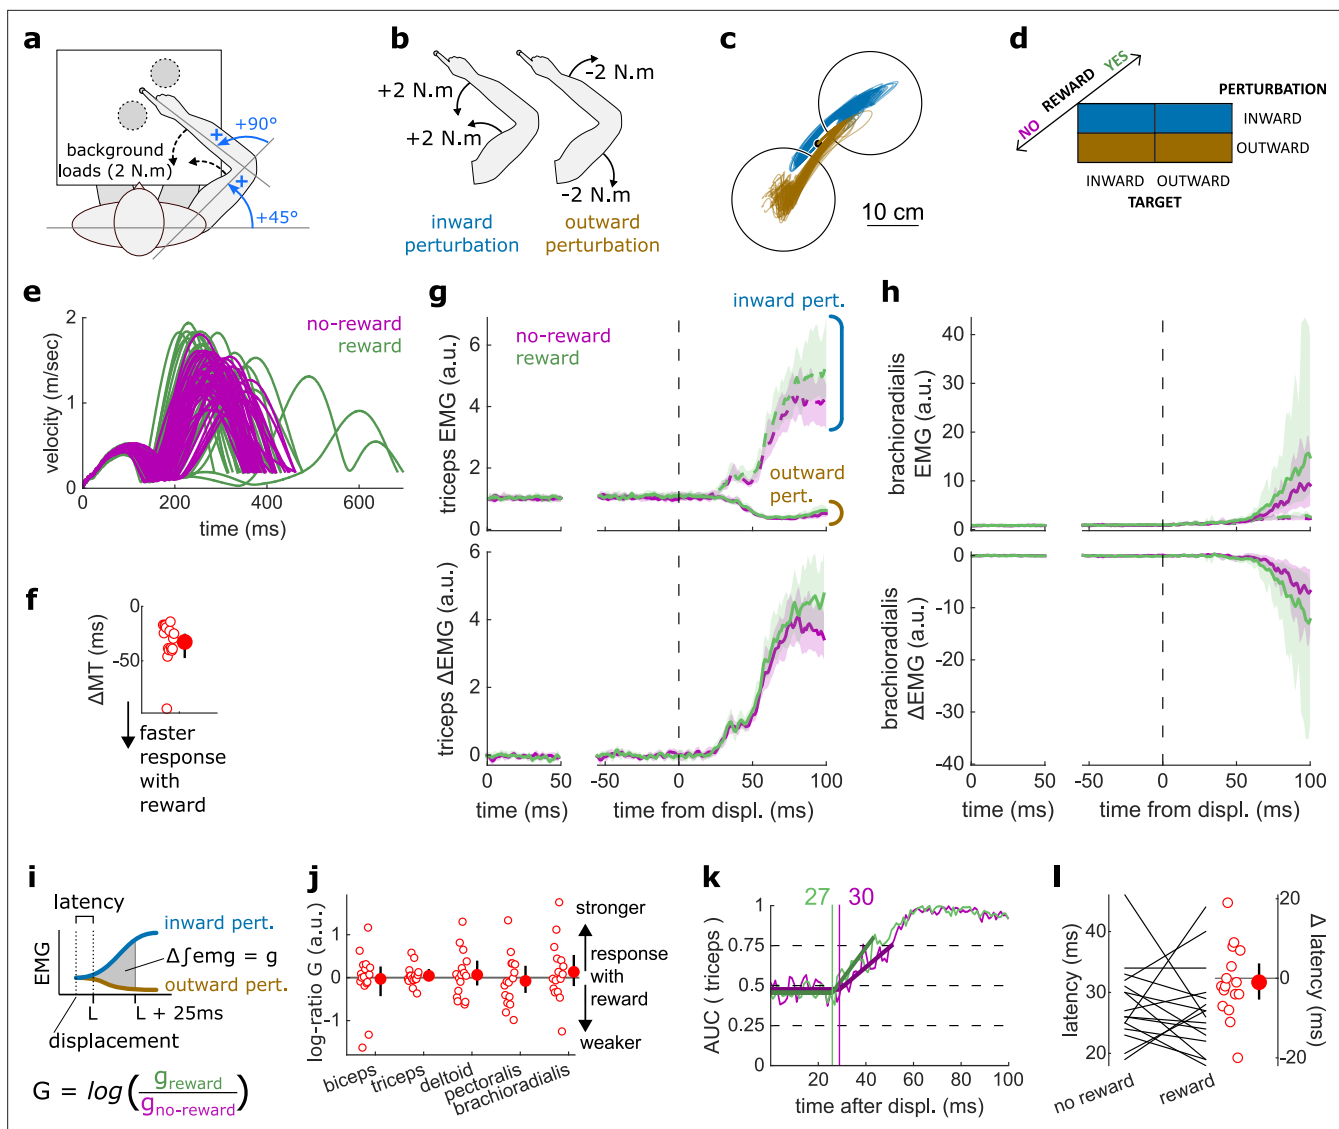 a
+90°
+
background
loads (2 N.m)
+
+45°
b
-2 N.m
+2 N.m
+2 N.m
-2 N.m
inward
perturbation
outward
perturbation
c
10 cm
d
NO REWARD YES
PERTURBATION
INWARD
OUTWARD
INWARD OUTWARD
TARGET
e
no-reward
reward
velocity (m/sec)
2
1
0
0 200 400 600
time (ms)
f
ΔMT (ms)
0
-50
faster
response
with
reward
g
inward pert.
no-reward
reward
outward
pert.
triceps EMG (a.u.)
6
4
2
0
triceps ΔEMG (a.u.)
6
4
2
0
0 50 -50 0 50 100
time (ms) time from displ. (ms)
h
brachioradialis
EMG (a.u.)
40
30
20
10
0
brachioradialis
ΔEMG (a.u.)
0
-10
-20
-30
-40
0 50 -50 0 50 100
time (ms) time from displ. (ms)
i
latency
EMG
inward pert.
Δ∫emg = g
outward pert.
L L + 25ms
displacement
G = log(g reward / g no-reward)
j
log-ratio G (a.u.)
1
0
-1
stronger
response
with
reward
weaker
biceps
triceps
deltoid
pectoralis
brachioradialis
k
27 30
AUC ( triceps)
1
0.75
0.5
0.25
0
0 20 40 60 80 100
time after displ. (ms)
l
latency (ms)
40
30
20
no reward
reward
20
0
-20
Δ latency (ms)